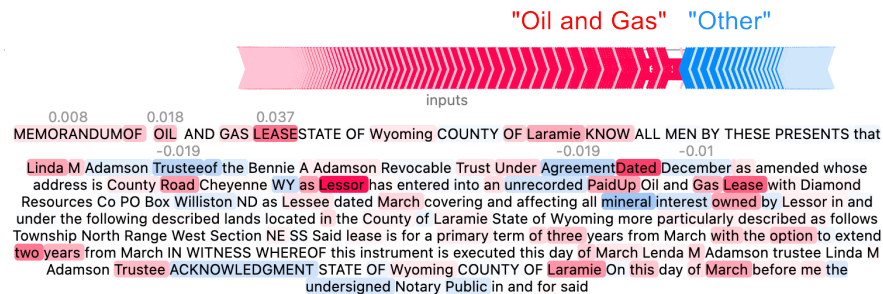 "Oil and Gas" "Other"
inputs
0.008 0.018 0.037
MEMORANDUMOF OIL AND GAS LEASESTATE OF Wyoming COUNTY OF Laramie KNOW ALL MEN BY THESE PRESENTS that
-0.019 -0.019 -0.01
Linda M Adamson Trusteeof the Bennie A Adamson Revocable Trust Under AgreementDated December as amended whose
address is County Road Cheyenne WY as Lessor has entered into an unrecorded PaidUp Oil and Gas Lease with Diamond
Resources Co PO Box Williston ND as Lessee dated March covering and affecting all mineral interest owned by Lessor in and
under the following described lands located in the County of Laramie State of Wyoming more particularly described as follows
Township North Range West Section NE SS Said lease is for a primary term of three years from March with the option to extend
two years from March IN WITNESS WHEREOF this instrument is executed this day of March Lenda M Adamson trustee Linda M
Adamson Trustee ACKNOWLEDGMENT STATE OF Wyoming COUNTY OF Laramie On this day of March before me the
undersigned Notary Public in and for said